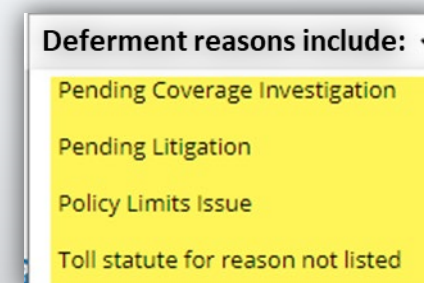 Deferment reasons include:
Pending Coverage Investigation
Pending Litigation
Policy Limits Issue
Toll statute for reason not listed